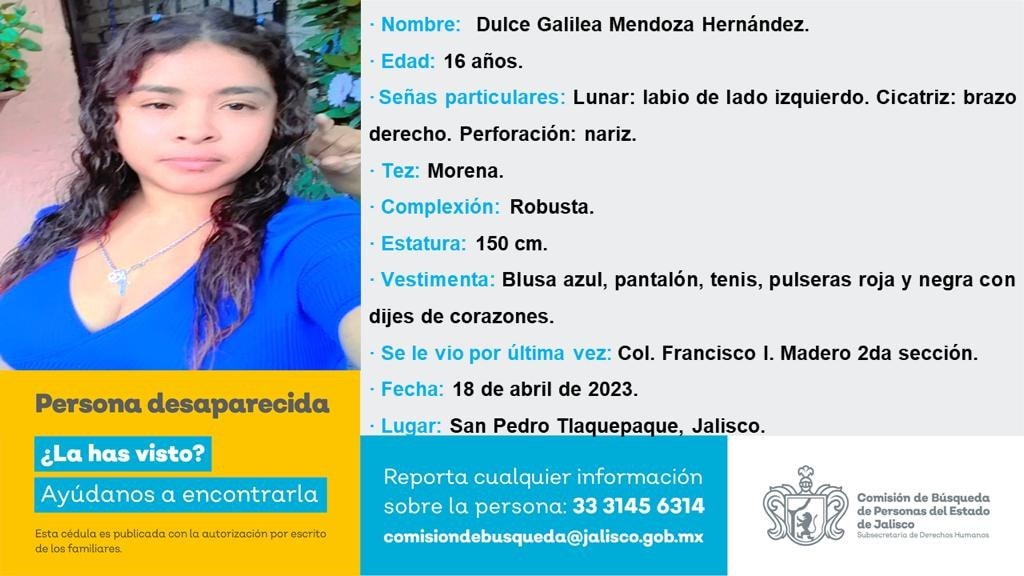 · Nombre: Dulce Galilea Mendoza Hernández.
· Edad: 16 años.
· Señas particulares: Lunar: labio de lado izquierdo. Cicatriz: brazo
derecho. Perforación: nariz.
· Tez: Morena.
· Complexión: Robusta.
· Estatura: 150 cm.
· Vestimenta: Blusa azul, pantalón, tenis, pulseras roja y negra con
dijes de corazones.
· Se le vio por última vez: Col. Francisco I. Madero 2da sección.
· Fecha: 18 de abril de 2023.
· Lugar: San Pedro Tlaquepaque, Jalisco.
Persona desaparecida
¿La has visto?
Ayúdanos a encontrarla
Esta cédula es publicada con la autorización por escrito
de los familiares.
Reporta cualquier información
sobre la persona: 33 3145 6314
comisiondebusqueda@jalisco.gob.mx
Comisión de Búsqueda
de Personas del Estado
de Jalisco
Subsecretaría de Derechos Humanos